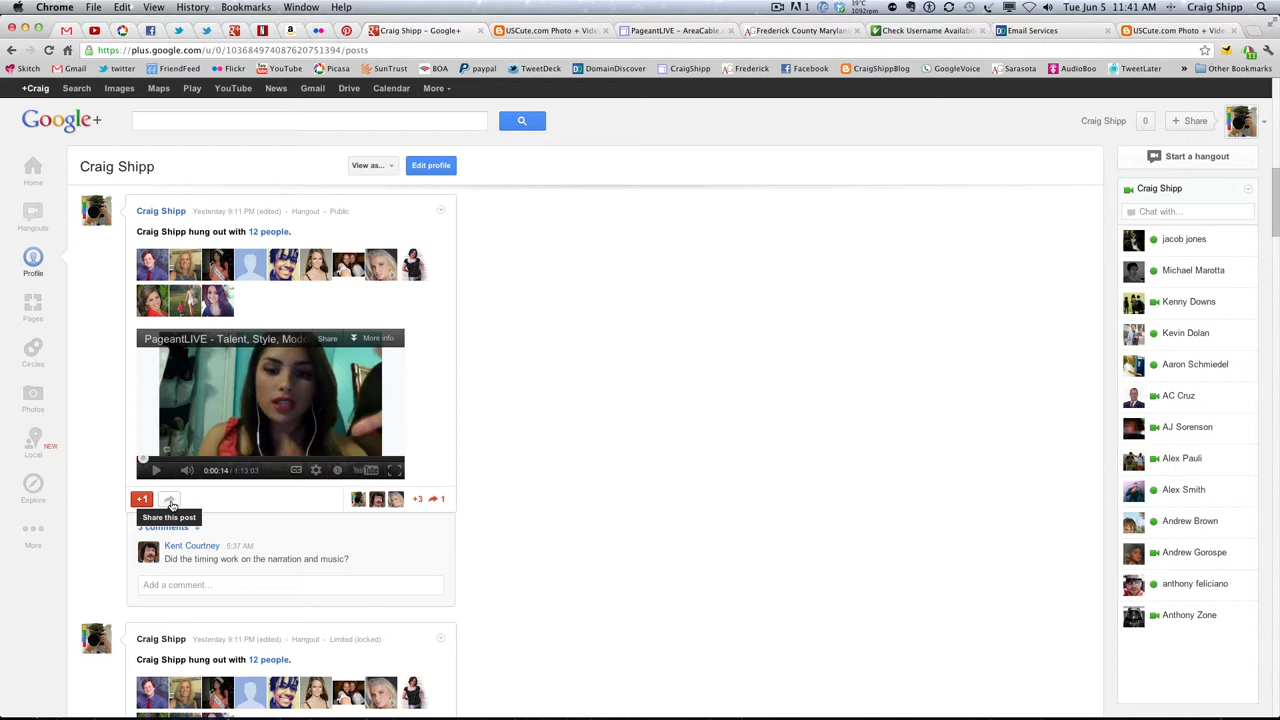 Chrome File Edit View History Bookmarks Window Help 1 39°C 1092rpm Tue Jun 5 11:41 AM Craig Shipp
Craig Shipp - Google+ USCute.com Photo + Vide PageantLIVE – AreaCable. Frederick County Marylan Check Username Availabi Email Services USCute.com Photo + Vide
https://plus.google.com/u/0/103684974087620751394/posts
Skitch Gmail Twitter FriendFeed Flickr YouTube Picasa SunTrust BOA paypal TweetDeck DomainDiscover CraigShipp Frederick Facebook CraigShippBlog GoogleVoice Sarasota AudioBoo TweetLater » Other Bookmarks
+Craig Search Images Maps Play YouTube News Gmail Drive Calendar More
Google+ Craig Shipp 0 + Share
Craig Shipp View as... Edit profile
Start a hangout
Home
Hangouts
Profile
Pages
Circles
Photos
Local NEW
Explore
More
Craig Shipp Yesterday 9:11 PM (edited) - Hangout - Public
Craig Shipp hung out with 12 people.
PageantLIVE - Talent, Style, Mode Share More info
0:00:14 / 1:13:03 YouTube
+1 +3 1
Share this post
3 comments
Kent Courtney 5:37 AM
Did the timing work on the narration and music?
Add a comment...
Craig Shipp Yesterday 9:11 PM (edited) - Hangout - Limited (locked)
Craig Shipp hung out with 12 people.
Craig Shipp
Chat with...
jacob jones
Michael Marotta
Kenny Downs
Kevin Dolan
Aaron Schmiedel
AC Cruz
AJ Sorenson
Alex Pauli
Alex Smith
Andrew Brown
Andrew Gorospe
anthony feliciano
Anthony Zone